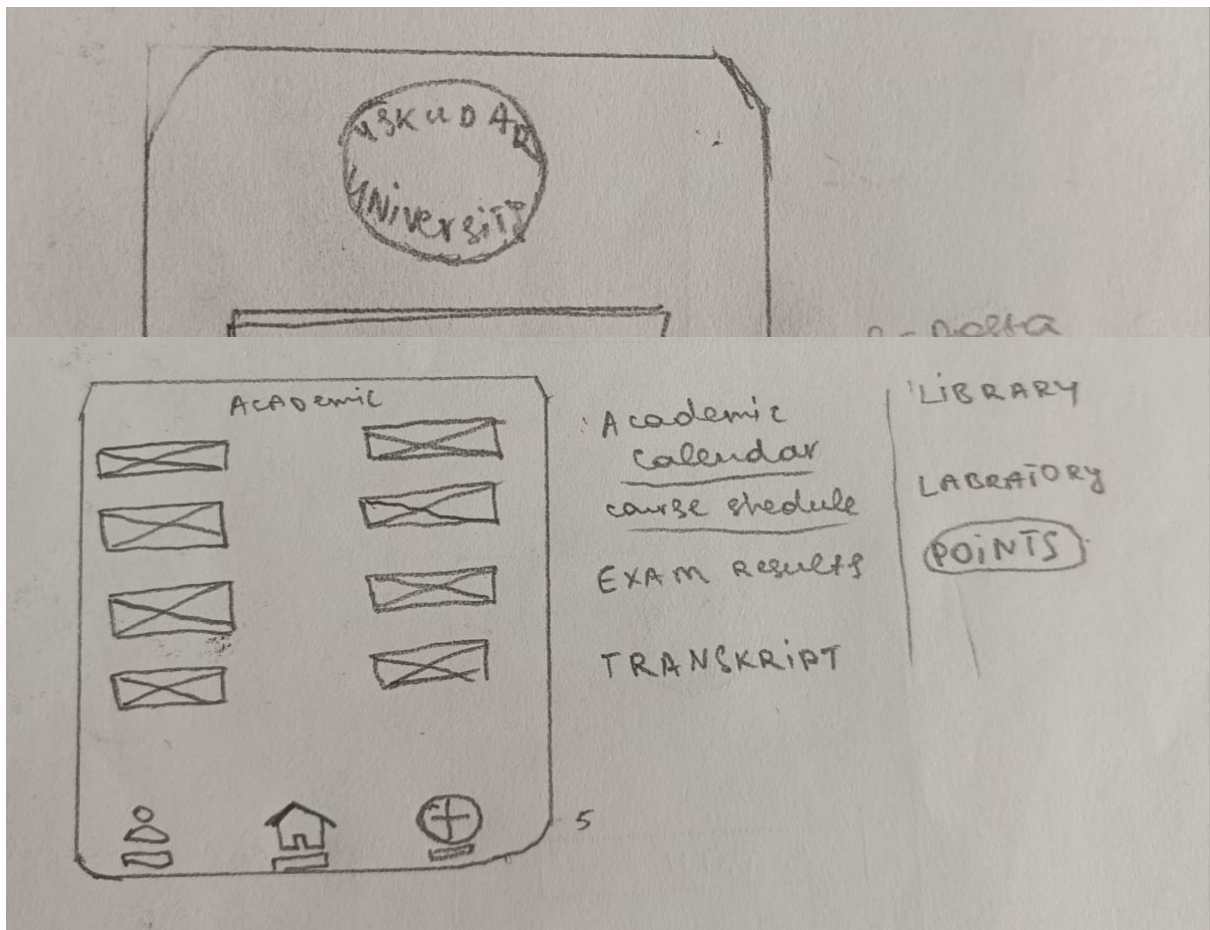 USKUDAR
UNiversiTY
ACADemiC
Academic
Calendar
course shedule
EXAM Results
TRANSKRiPT
LiBRARY
LABRATORY
POiNTS
5